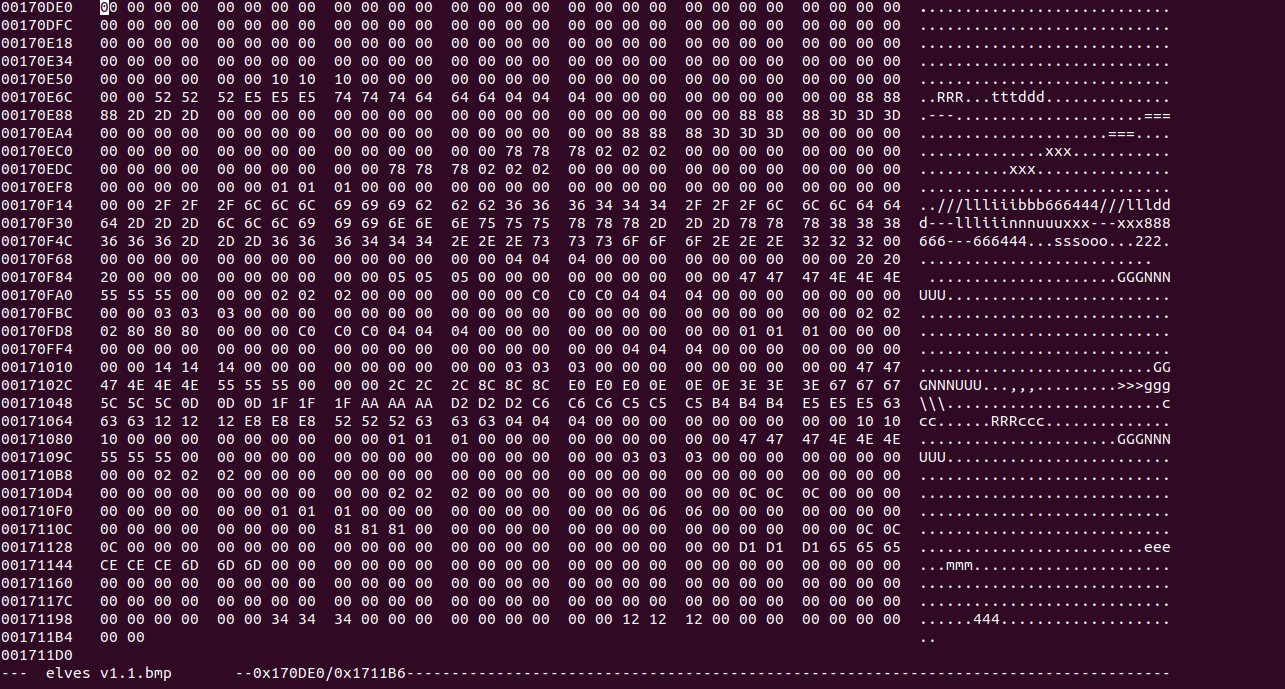 00170DE0 00 00 00 00 00 00 00 00 00 00 00 00 00 00 00 00 00 00 00 00 00 00 00 00 00 00 00 00 ............................
00170DFC 00 00 00 00 00 00 00 00 00 00 00 00 00 00 00 00 00 00 00 00 00 00 00 00 00 00 00 00 ............................
00170E18 00 00 00 00 00 00 00 00 00 00 00 00 00 00 00 00 00 00 00 00 00 00 00 00 00 00 00 00 ............................
00170E34 00 00 00 00 00 00 00 00 00 00 00 00 00 00 00 00 00 00 00 00 00 00 00 00 00 00 00 00 ............................
00170E50 00 00 00 00 00 00 10 10 10 00 00 00 00 00 00 00 00 00 00 00 00 00 00 00 00 00 00 00 ............................
00170E6C 00 00 52 52 52 E5 E5 E5 74 74 74 64 64 64 04 04 04 00 00 00 00 00 00 00 00 00 88 88 ..RRR...tttddd..............
00170E88 88 2D 2D 2D 00 00 00 00 00 00 00 00 00 00 00 00 00 00 00 00 00 00 88 88 88 3D 3D 3D .---.....................===
00170EA4 00 00 00 00 00 00 00 00 00 00 00 00 00 00 00 00 00 00 88 88 88 3D 3D 3D 00 00 00 00 .....................===....
00170EC0 00 00 00 00 00 00 00 00 00 00 00 00 00 00 78 78 78 02 02 02 00 00 00 00 00 00 00 00 ..............xxx...........
00170EDC 00 00 00 00 00 00 00 00 00 00 78 78 78 02 02 02 00 00 00 00 00 00 00 00 00 00 00 00 ..........xxx...............
00170EF8 00 00 00 00 00 00 01 01 01 00 00 00 00 00 00 00 00 00 00 00 00 00 00 00 00 00 00 00 ............................
00170F14 00 00 2F 2F 2F 6C 6C 6C 69 69 69 62 62 62 36 36 36 34 34 34 2F 2F 2F 6C 6C 6C 64 64 ..///llliiibbb666444///llldd
00170F30 64 2D 2D 2D 6C 6C 6C 69 69 69 6E 6E 6E 75 75 75 78 78 78 2D 2D 2D 78 78 78 38 38 38 d---llliiinnnuuuxxx---xxx888
00170F4C 36 36 36 2D 2D 2D 36 36 36 34 34 34 2E 2E 2E 73 73 73 6F 6F 6F 2E 2E 2E 32 32 32 00 666---666444...sssooo...222.
00170F68 00 00 00 00 00 00 00 00 00 00 00 00 00 00 04 04 04 00 00 00 00 00 00 00 00 00 20 20 ..........................
00170F84 20 00 00 00 00 00 00 00 00 00 05 05 05 00 00 00 00 00 00 00 00 00 47 47 47 4E 4E 4E  .....................GGGNNN
00170FA0 55 55 55 00 00 00 02 02 02 00 00 00 00 00 00 C0 C0 C0 04 04 04 00 00 00 00 00 00 00 UUU.........................
00170FBC 00 00 03 03 03 00 00 00 00 00 00 00 00 00 00 00 00 00 00 00 00 00 00 00 00 00 02 02 ............................
00170FD8 02 80 80 80 00 00 00 C0 C0 C0 04 04 04 00 00 00 00 00 00 00 00 00 01 01 01 00 00 00 ............................
00170FF4 00 00 00 00 00 00 00 00 00 00 00 00 00 00 00 00 00 00 04 04 04 00 00 00 00 00 00 00 ............................
00171010 00 00 14 14 14 00 00 00 00 00 00 00 00 00 03 03 03 00 00 00 00 00 00 00 00 00 47 47 ..........................GG
0017102C 47 4E 4E 4E 55 55 55 00 00 00 2C 2C 2C 8C 8C 8C E0 E0 E0 0E 0E 0E 3E 3E 3E 67 67 67 GNNNUUU...,,,.........>>>ggg
00171048 5C 5C 5C 0D 0D 0D 1F 1F 1F AA AA AA D2 D2 D2 C6 C6 C6 C5 C5 C5 B4 B4 B4 E5 E5 E5 63 \\\........................c
00171064 63 63 12 12 12 E8 E8 E8 52 52 52 63 63 63 04 04 04 00 00 00 00 00 00 00 00 00 10 10 cc......RRRccc..............
00171080 10 00 00 00 00 00 00 00 00 00 01 01 01 00 00 00 00 00 00 00 00 00 47 47 47 4E 4E 4E ......................GGGNNN
0017109C 55 55 55 00 00 00 00 00 00 00 00 00 00 00 00 00 00 00 03 03 03 00 00 00 00 00 00 00 UUU.........................
001710B8 00 00 02 02 02 00 00 00 00 00 00 00 00 00 00 00 00 00 00 00 00 00 00 00 00 00 00 00 ............................
001710D4 00 00 00 00 00 00 00 00 00 00 02 02 02 00 00 00 00 00 00 00 00 00 0C 0C 0C 00 00 00 ............................
001710F0 00 00 00 00 00 00 01 01 01 00 00 00 00 00 00 00 00 00 06 06 06 00 00 00 00 00 00 00 ............................
0017110C 00 00 00 00 00 00 00 00 81 81 81 00 00 00 00 00 00 00 00 00 00 00 00 00 00 00 0C 0C ............................
00171128 0C 00 00 00 00 00 00 00 00 00 00 00 00 00 00 00 00 00 00 00 00 00 D1 D1 D1 65 65 65 .........................eee
00171144 CE CE CE 6D 6D 6D 00 00 00 00 00 00 00 00 00 00 00 00 00 00 00 00 00 00 00 00 00 00 ...mmm......................
00171160 00 00 00 00 00 00 00 00 00 00 00 00 00 00 00 00 00 00 00 00 00 00 00 00 00 00 00 00 ............................
0017117C 00 00 00 00 00 00 00 00 00 00 00 00 00 00 00 00 00 00 00 00 00 00 00 00 00 00 00 00 ............................
00171198 00 00 00 00 00 00 34 34 34 00 00 00 00 00 00 00 00 00 12 12 12 00 00 00 00 00 00 00 ......444...................
001711B4 00 00 ..
001711D0
--- elves v1.1.bmp --0x170DE0/0x1711B6-------------------------------------------------------------------------------------